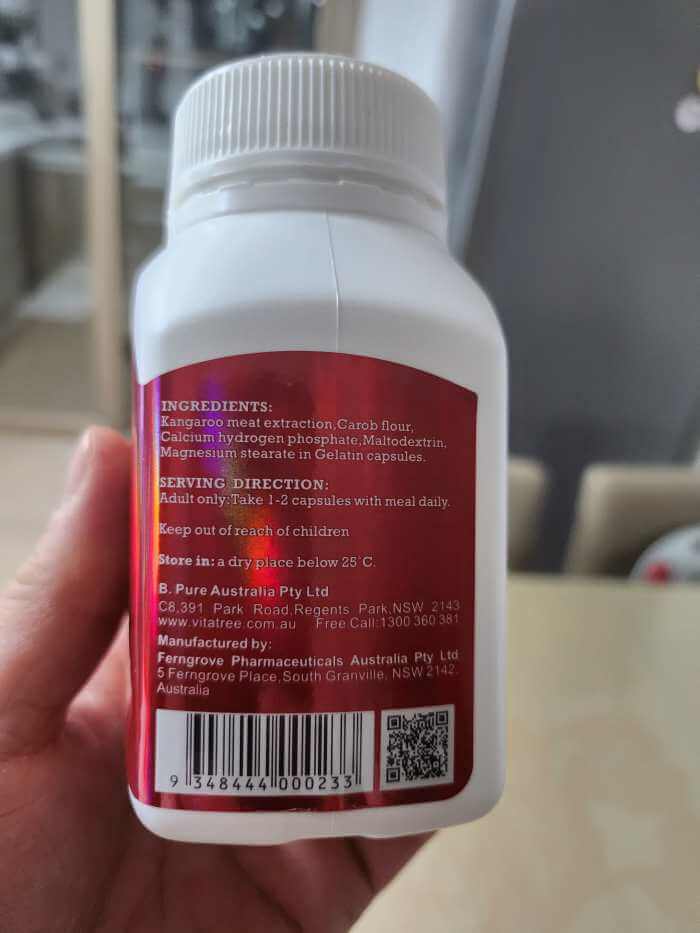 INGREDIENTS:
Kangaroo meat extraction,Carob flour,
Calcium hydrogen phosphate,Maltodextrin,
Magnesium stearate in Gelatin capsules.
SERVING DIRECTION:
Adult only:Take 1-2 capsules with meal daily.
Keep out of reach of children
Store in: a dry place below 25°C.
B. Pure Australia Pty Ltd
C8,391 Park Road,Regents Park,NSW 2143
www.vitatree.com.au Free Call:1300 360 381
Manufactured by:
Ferngrove Pharmaceuticals Australia Pty Ltd
5 Ferngrove Place,South Granville, NSW 2142,
Australia
9 348444 000233